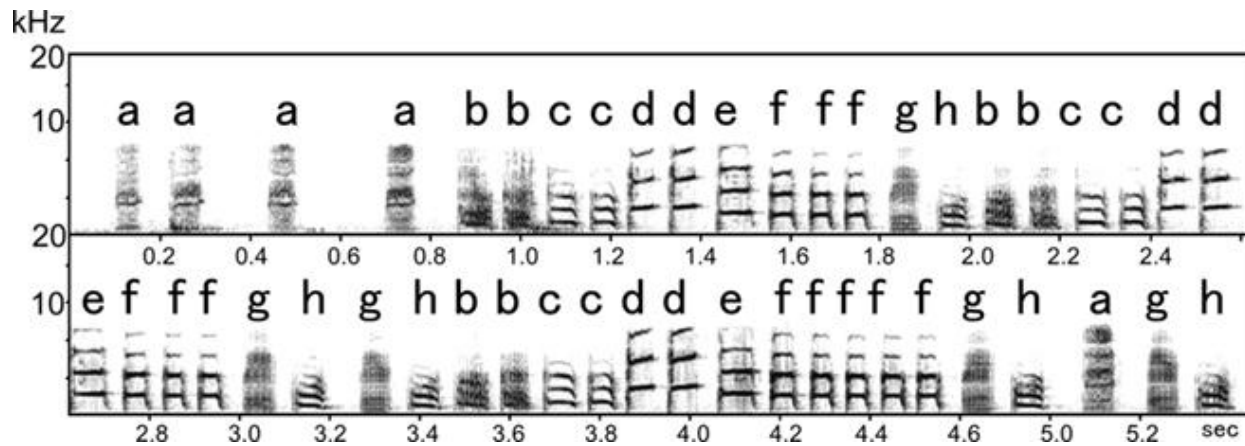 kHz
20
10
a a a a b b c c d d e f f f g h b b c c d d
20
0.2 0.4 0.6 0.8 1.0 1.2 1.4 1.6 1.8 2.0 2.2 2.4
10
e f f f g h g h b b c c d d e f f f f f g h a g h
2.8 3.0 3.2 3.4 3.6 3.8 4.0 4.2 4.4 4.6 5.0 5.2 sec